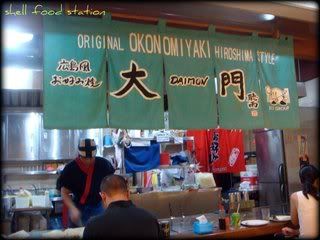 shell food station
ORIGINAL OKONOMIYAKI HIROSHIMA STYLE
広島風
お好み焼
大
DAIMON
門